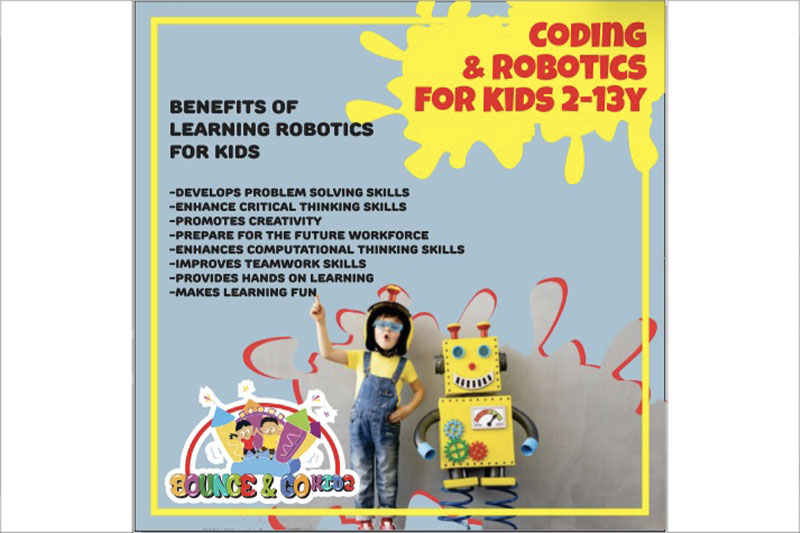 CODING
& ROBOTICS
FOR KIDS 2-13Y
BENEFITS OF
LEARNING ROBOTICS
FOR KIDS
-DEVELOPS PROBLEM SOLVING SKILLS
-ENHANCE CRITICAL THINKING SKILLS
-PROMOTES CREATIVITY
-PREPARE FOR THE FUTURE WORKFORCE
-ENHANCES COMPUTATIONAL THINKING SKILLS
-IMPROVES TEAMWORK SKILLS
-PROVIDES HANDS ON LEARNING
-MAKES LEARNING FUN
BOUNCE & GO KIDS